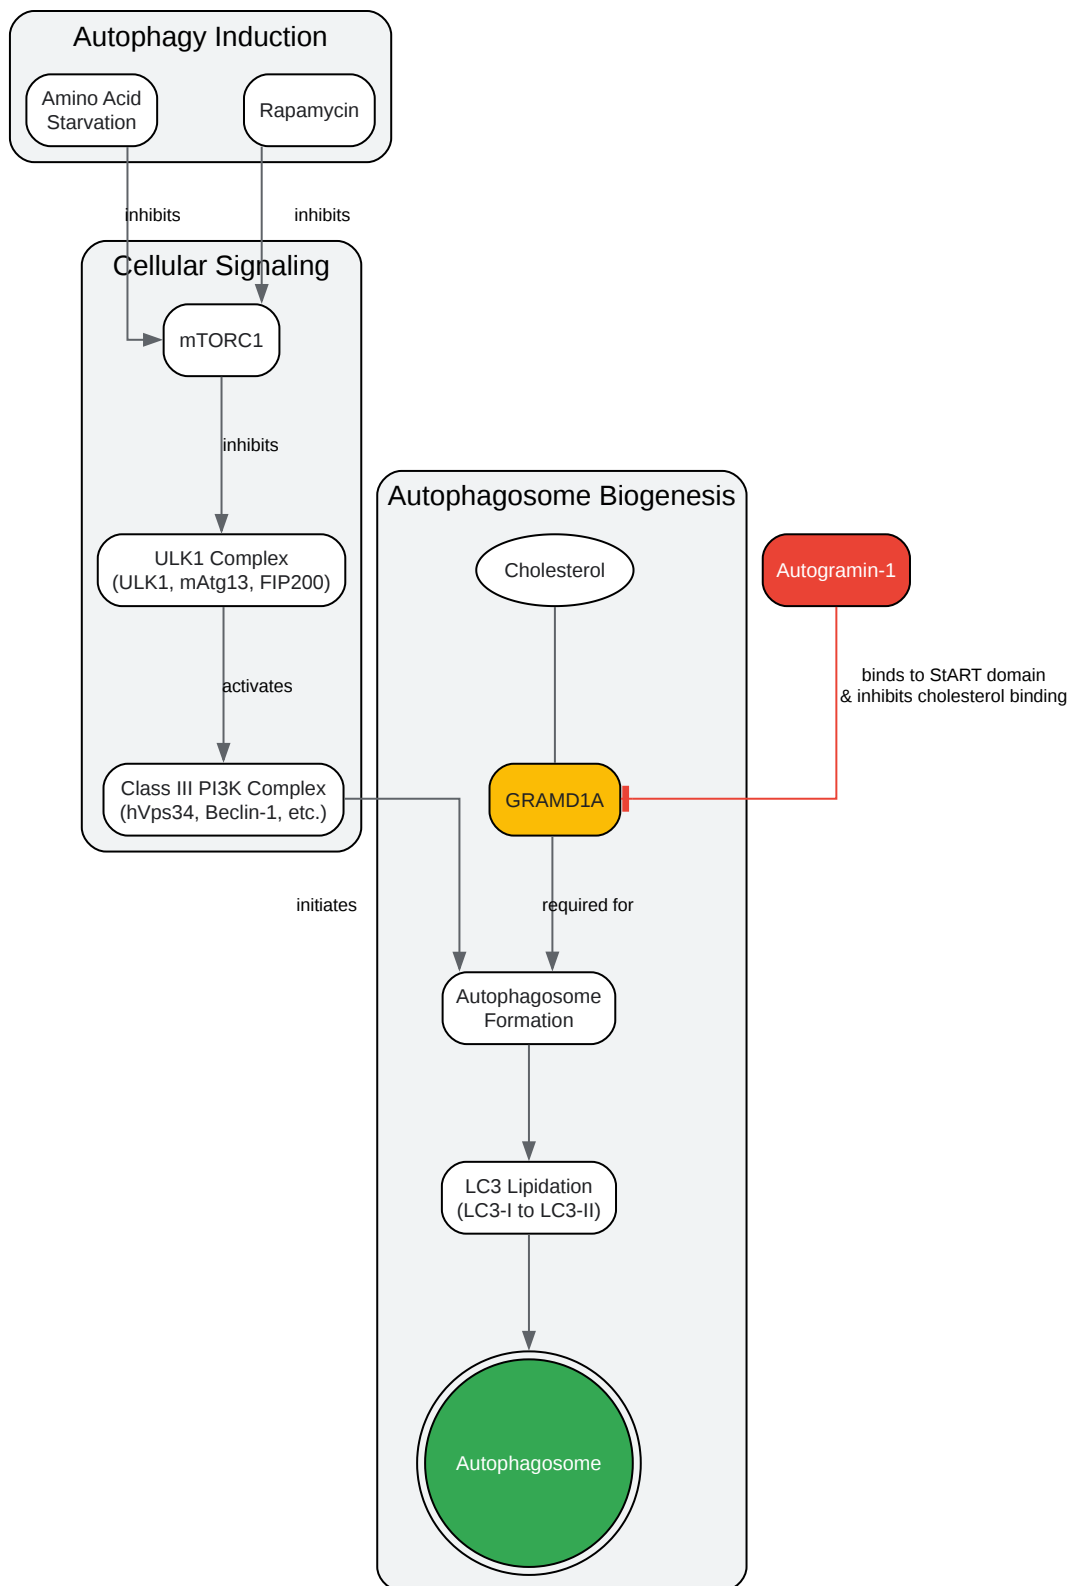 Autophagy Induction
Amino Acid
Starvation
Rapamycin
inhibits
inhibits
Cellular Signaling
mTORC1
inhibits
Autophagosome Biogenesis
ULK1 Complex
(ULK1, mAtg13, FIP200)
Cholesterol
Autogramin-1
activates
binds to StART domain
& inhibits cholesterol binding
Class III PI3K Complex
(hVps34, Beclin-1, etc.)
GRAMD1A
initiates
required for
Autophagosome
Formation
LC3 Lipidation
(LC3-I to LC3-II)
Autophagosome